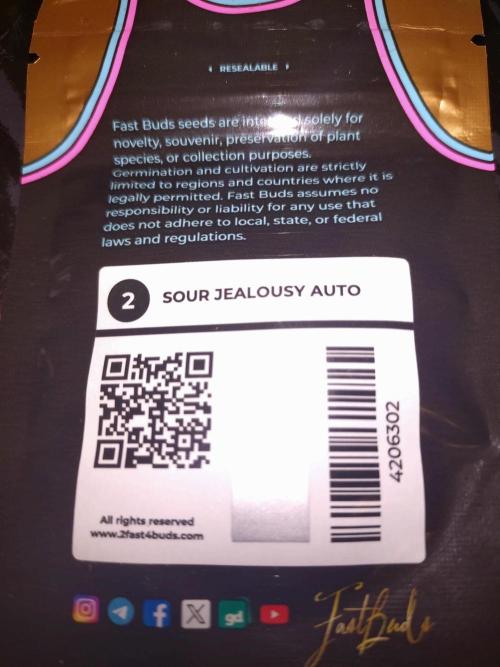 RESEALABLE
Fast Buds seeds are intended solely for
novelty, souvenir, preservation of plant
species, or collection purposes.
Germination and cultivation are strictly
limited to regions and countries where it is
legally permitted. Fast Buds assumes no
responsibility or liability for any use that
does not adhere to local, state, or federal
laws and regulations.
2 SOUR JEALOUSY AUTO
4206302
All rights reserved
www.2fast4buds.com
gd
FastBuds